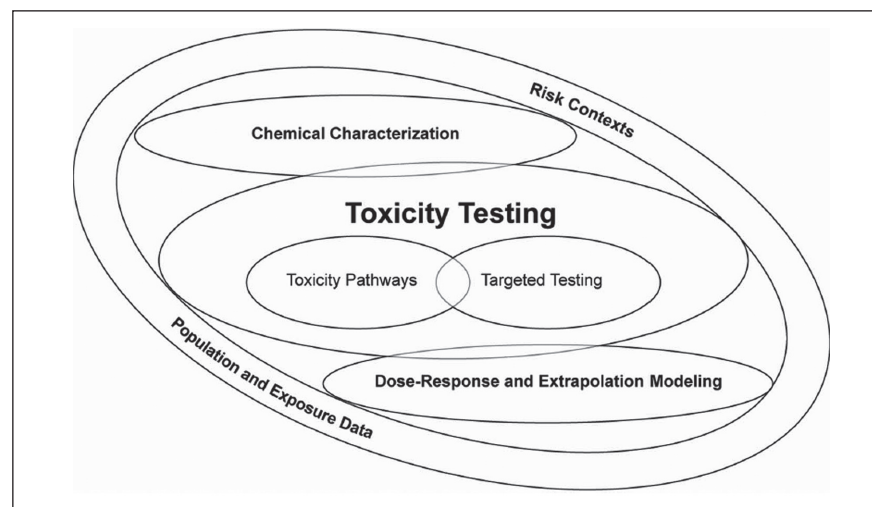 Risk Contexts
Chemical Characterization
Toxicity Testing
Toxicity Pathways
Targeted Testing
Dose-Response and Extrapolation Modeling
Population and Exposure Data